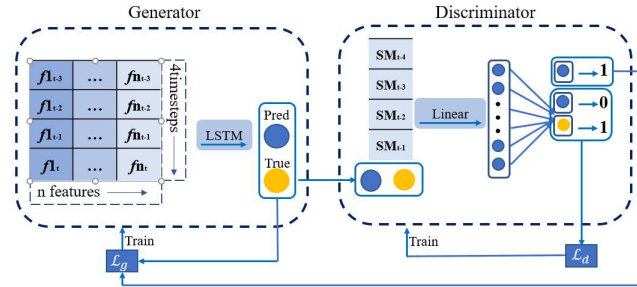 Generator
Discriminator
f1t-3 … fnt-3
f1t-2 … fnt-2
f1t-1 … fnt-1
f1t … fnt
4timesteps
n features
LSTM
Pred
True
SMt-4
SMt-3
SMt-2
SMt-1
Linear
1
0
1
Train
ℒg
Train
ℒd